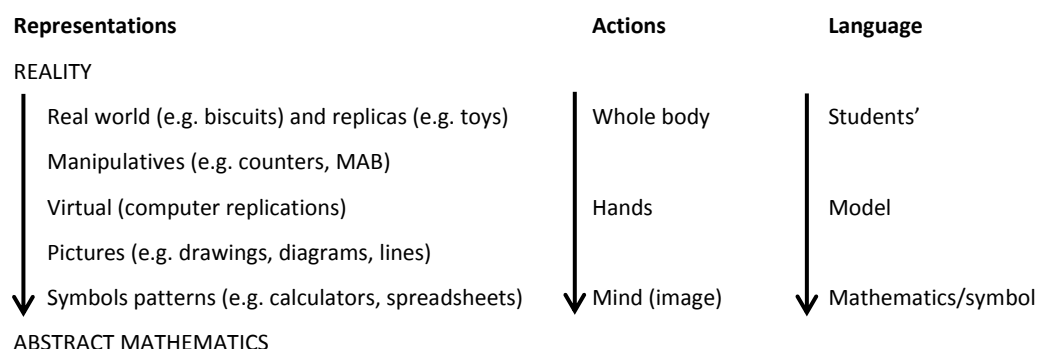 Representations Actions Language
REALITY
Real world (e.g. biscuits) and replicas (e.g. toys) Whole body Students’
Manipulatives (e.g. counters, MAB)
Virtual (computer replications) Hands Model
Pictures (e.g. drawings, diagrams, lines)
Symbols patterns (e.g. calculators, spreadsheets) Mind (image) Mathematics/symbol
ABSTRACT MATHEMATICS